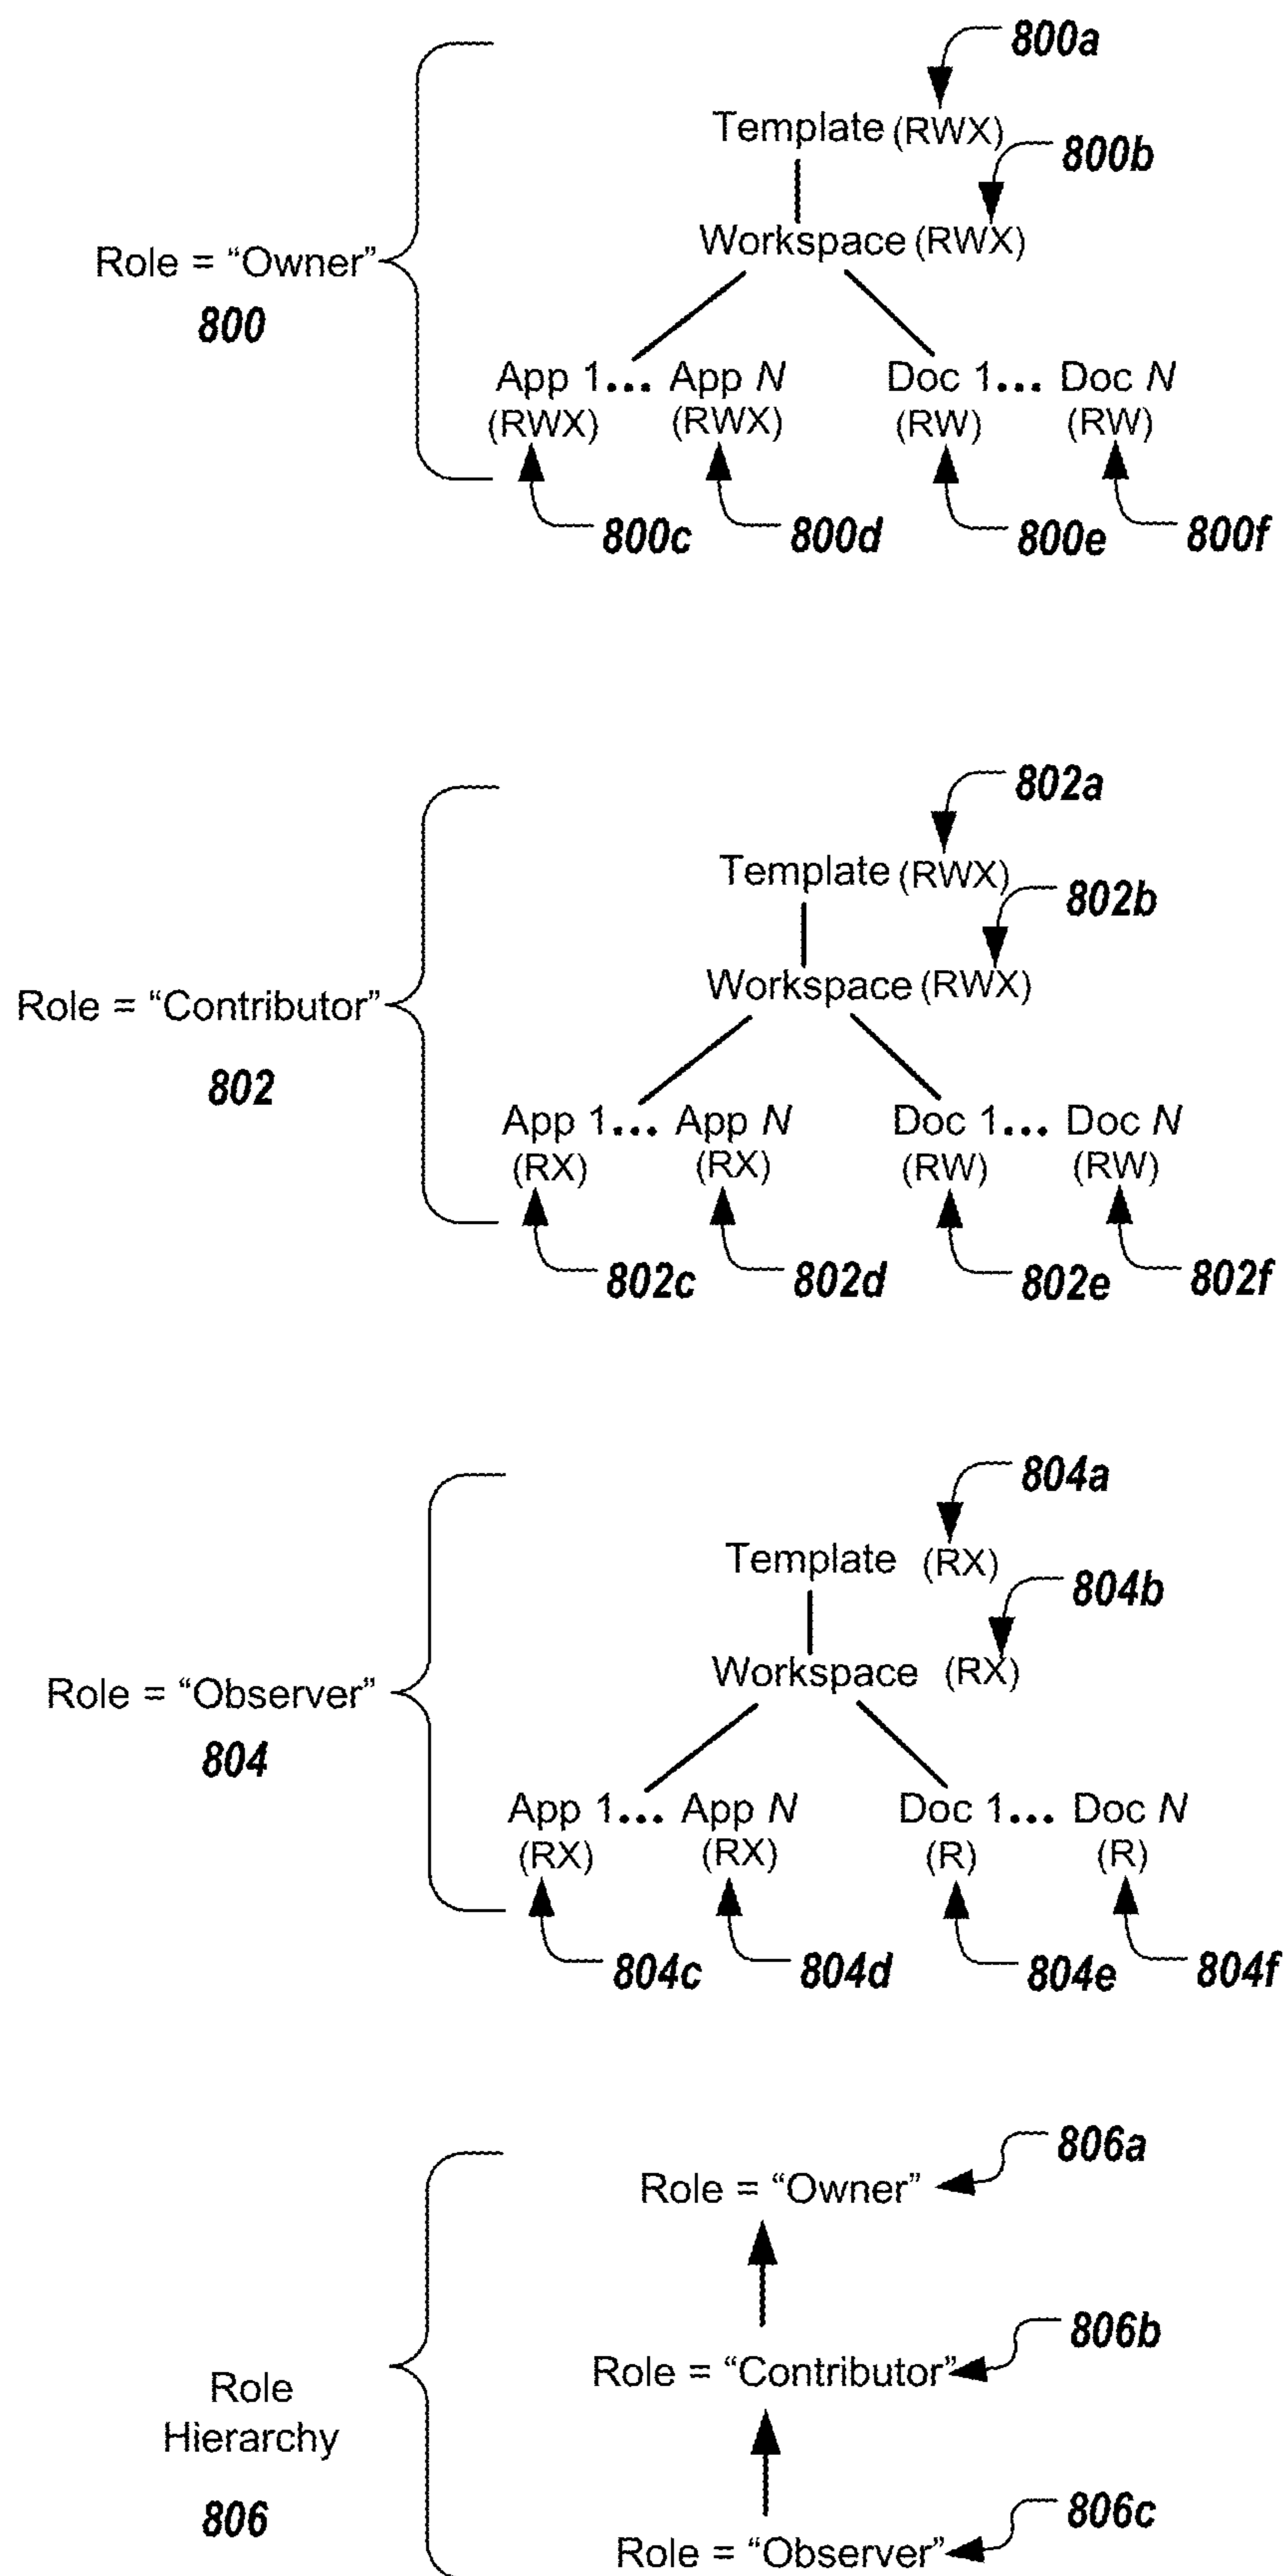 800a
Template (RWX)
800b
Workspace (RWX)
Role = “Owner”
800
App 1... App N Doc 1... Doc N
(RWX) (RWX) (RW) (RW)
800c 800d 800e 800f
802a
Template (RWX)
802b
Workspace (RWX)
Role = “Contributor”
802
App 1... App N Doc 1... Doc N
(RX) (RX) (RW) (RW)
802c 802d 802e 802f
804a
Template (RX)
804b
Workspace (RX)
Role = “Observer”
804
App 1... App N Doc 1... Doc N
(RX) (RX) (R) (R)
804c 804d 804e 804f
806a
Role = “Owner”
806b
Role = “Contributor”
Role
Hierarchy
806
806c
Role = “Observer”